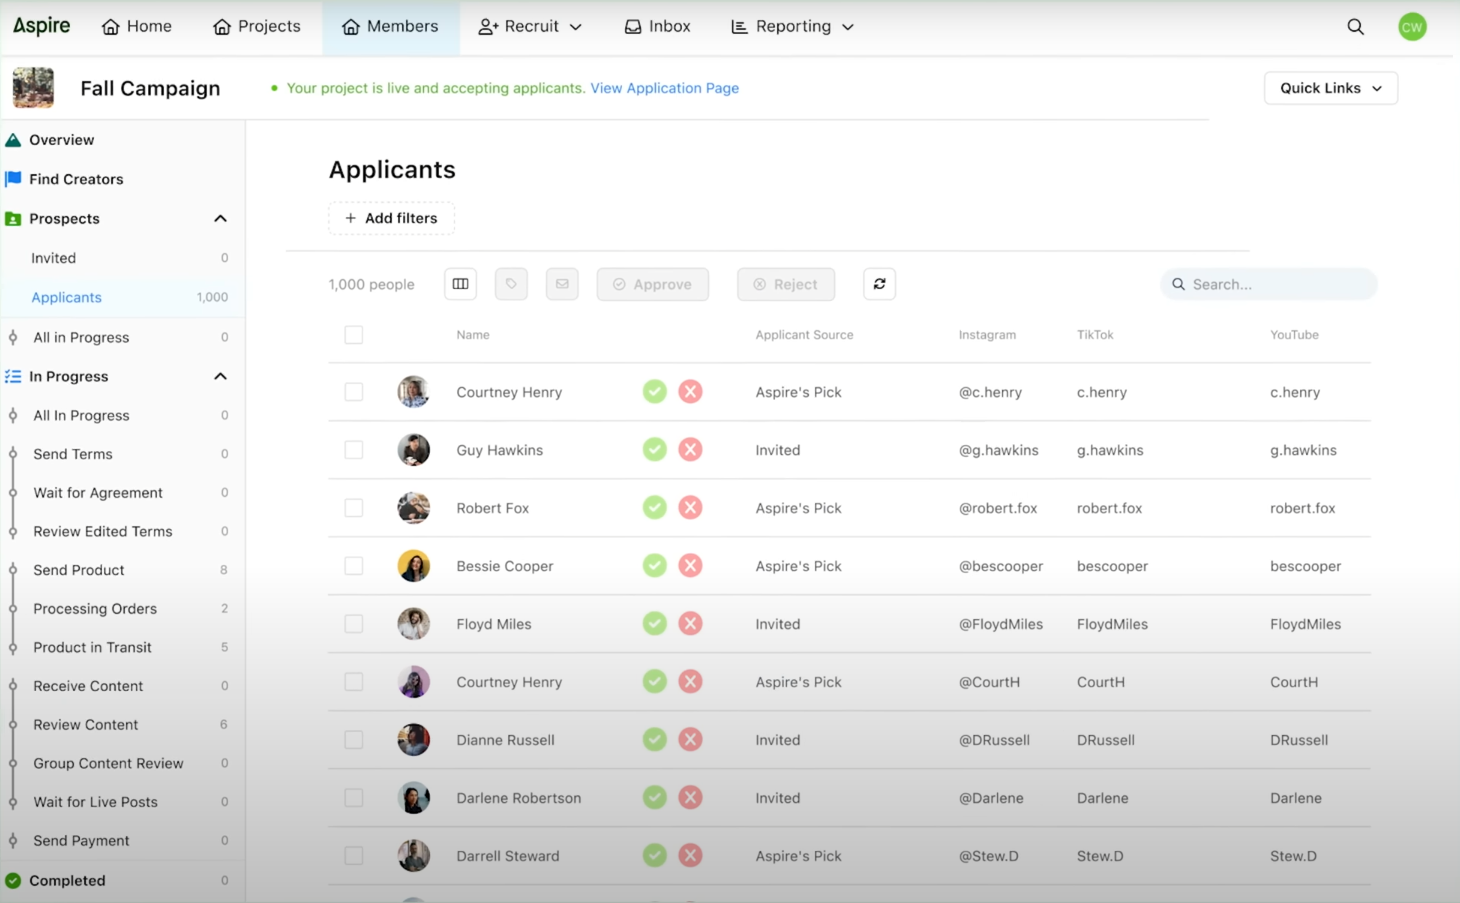 Aspire Home Projects Members Recruit Inbox Reporting CW
Fall Campaign Your project is live and accepting applicants. View Application Page Quick Links
Overview
Find Creators
Prospects
Invited 0
Applicants 1,000
All in Progress 0
In Progress
All In Progress 0
Send Terms 0
Wait for Agreement 0
Review Edited Terms 0
Send Product 8
Processing Orders 2
Product in Transit 5
Receive Content 0
Review Content 6
Group Content Review 0
Wait for Live Posts 0
Send Payment 0
Completed 0
Applicants
+ Add filters
1,000 people Approve Reject Search...
Name Applicant Source Instagram TikTok YouTube
Courtney Henry Aspire's Pick @c.henry c.henry c.henry
Guy Hawkins Invited @g.hawkins g.hawkins g.hawkins
Robert Fox Aspire's Pick @robert.fox robert.fox robert.fox
Bessie Cooper Aspire's Pick @bescooper bescooper bescooper
Floyd Miles Invited @FloydMiles FloydMiles FloydMiles
Courtney Henry Aspire's Pick @CourtH CourtH CourtH
Dianne Russell Invited @DRussell DRussell DRussell
Darlene Robertson Invited @Darlene Darlene Darlene
Darrell Steward Aspire's Pick @Stew.D Stew.D Stew.D